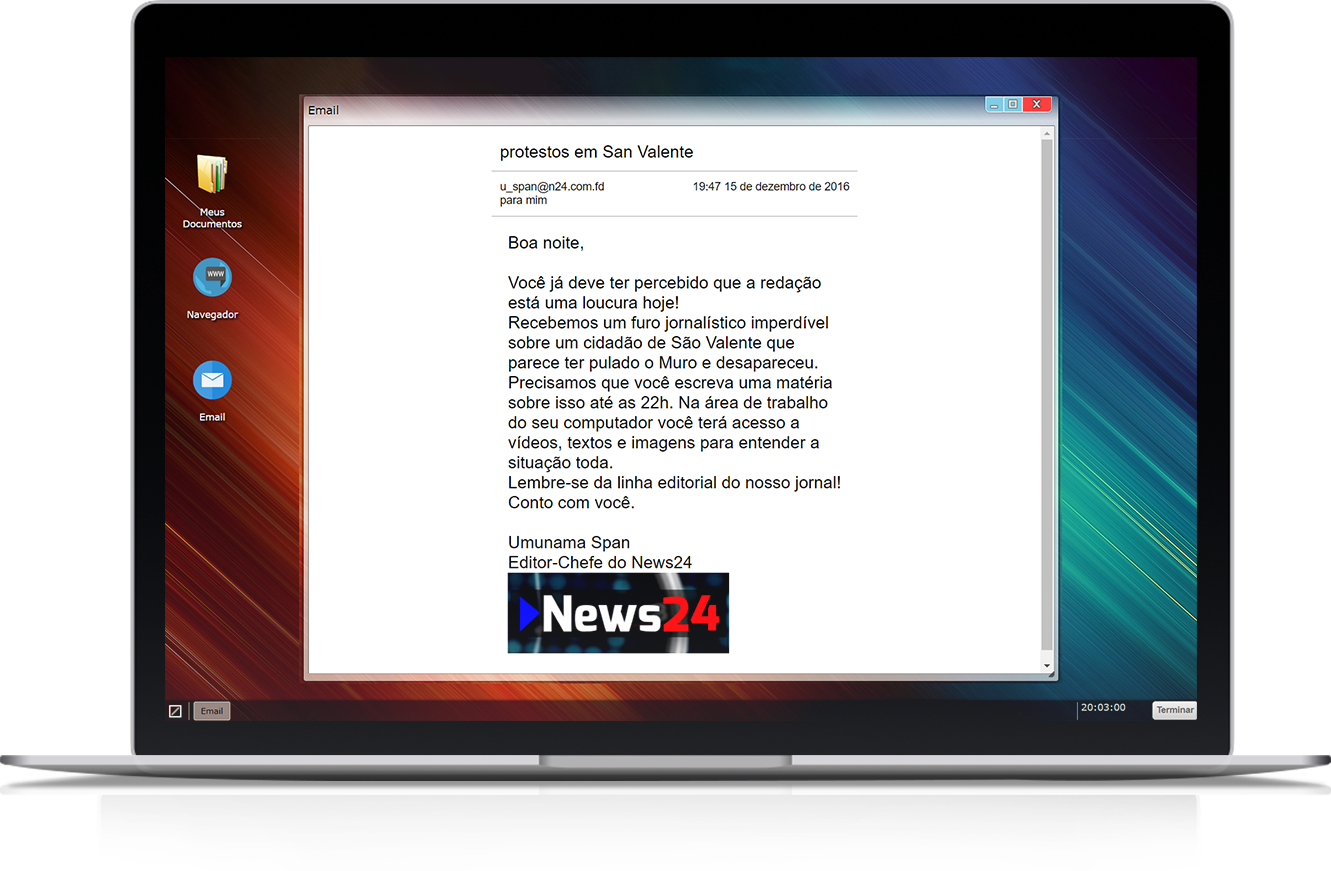 Email
protestos em San Valente
u_span@n24.com.fd 19:47 15 de dezembro de 2016
para mim
Boa noite,
Você já deve ter percebido que a redação
está uma loucura hoje!
Recebemos um furo jornalístico imperdível
sobre um cidadão de São Valente que
parece ter pulado o Muro e desapareceu.
Precisamos que você escreva uma matéria
sobre isso até as 22h. Na área de trabalho
do seu computador você terá acesso a
vídeos, textos e imagens para entender a
situação toda.
Lembre-se da linha editorial do nosso jornal!
Conto com você.
Umunama Span
Editor-Chefe do News24
News24
Meus
Documentos
www
Navegador
Email
Email
20:03:00
Terminar